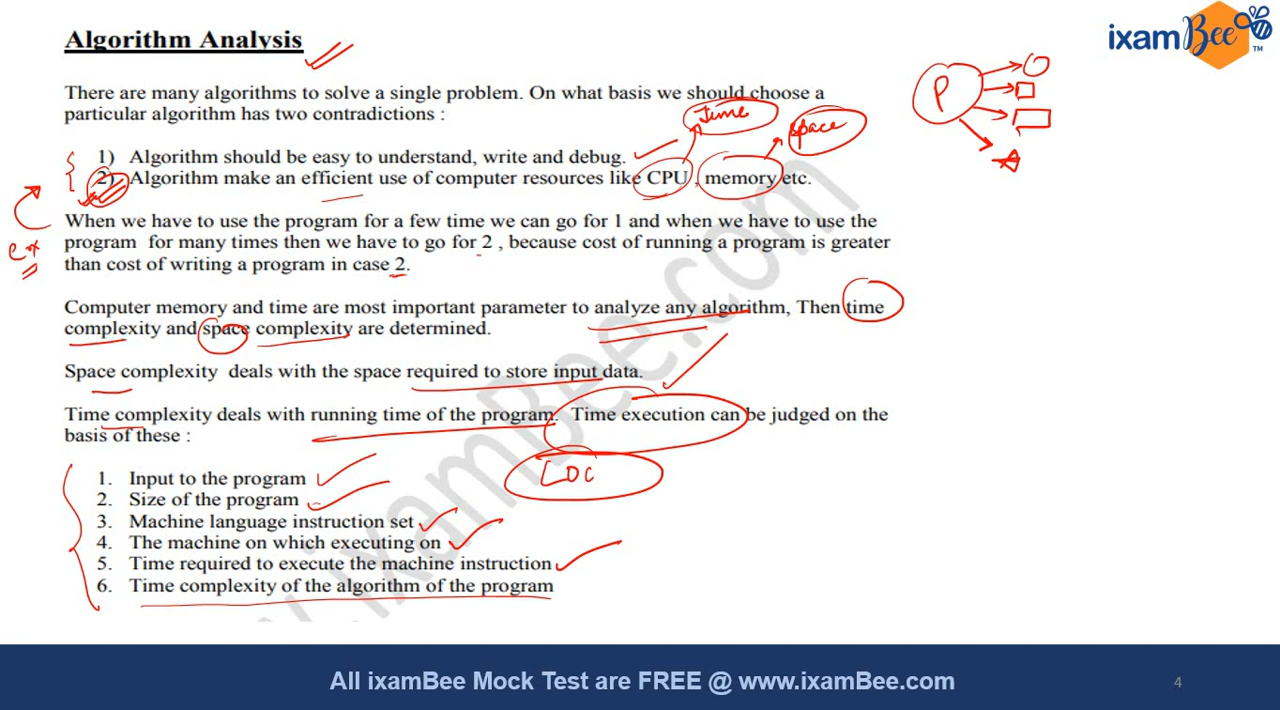 Algorithm Analysis
ixamBee
TM
There are many algorithms to solve a single problem. On what basis we should choose a
particular algorithm has two contradictions :
P
Time
space
1) Algorithm should be easy to understand, write and debug.
2) Algorithm make an efficient use of computer resources like CPU , memory etc.
When we have to use the program for a few time we can go for 1 and when we have to use the
program for many times then we have to go for 2 , because cost of running a program is greater
than cost of writing a program in case 2.
Computer memory and time are most important parameter to analyze any algorithm, Then time
complexity and space complexity are determined.
Space complexity deals with the space required to store input data.
Time complexity deals with running time of the program. Time execution can be judged on the
basis of these :
LOC
1. Input to the program
2. Size of the program
3. Machine language instruction set
4. The machine on which executing on
5. Time required to execute the machine instruction
6. Time complexity of the algorithm of the program
.ixamBee.com
All ixamBee Mock Test are FREE @ www.ixamBee.com
4